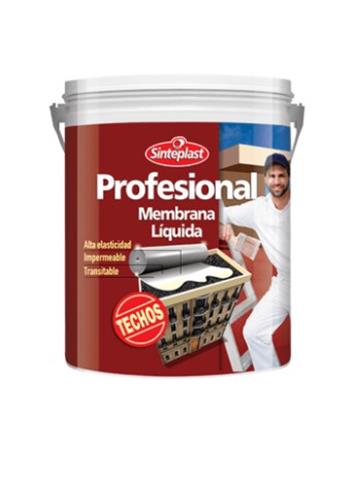 Sinteplast
Profesional
Membrana
Líquida
Alta elasticidad
Impermeable
Transitable
TECHOS